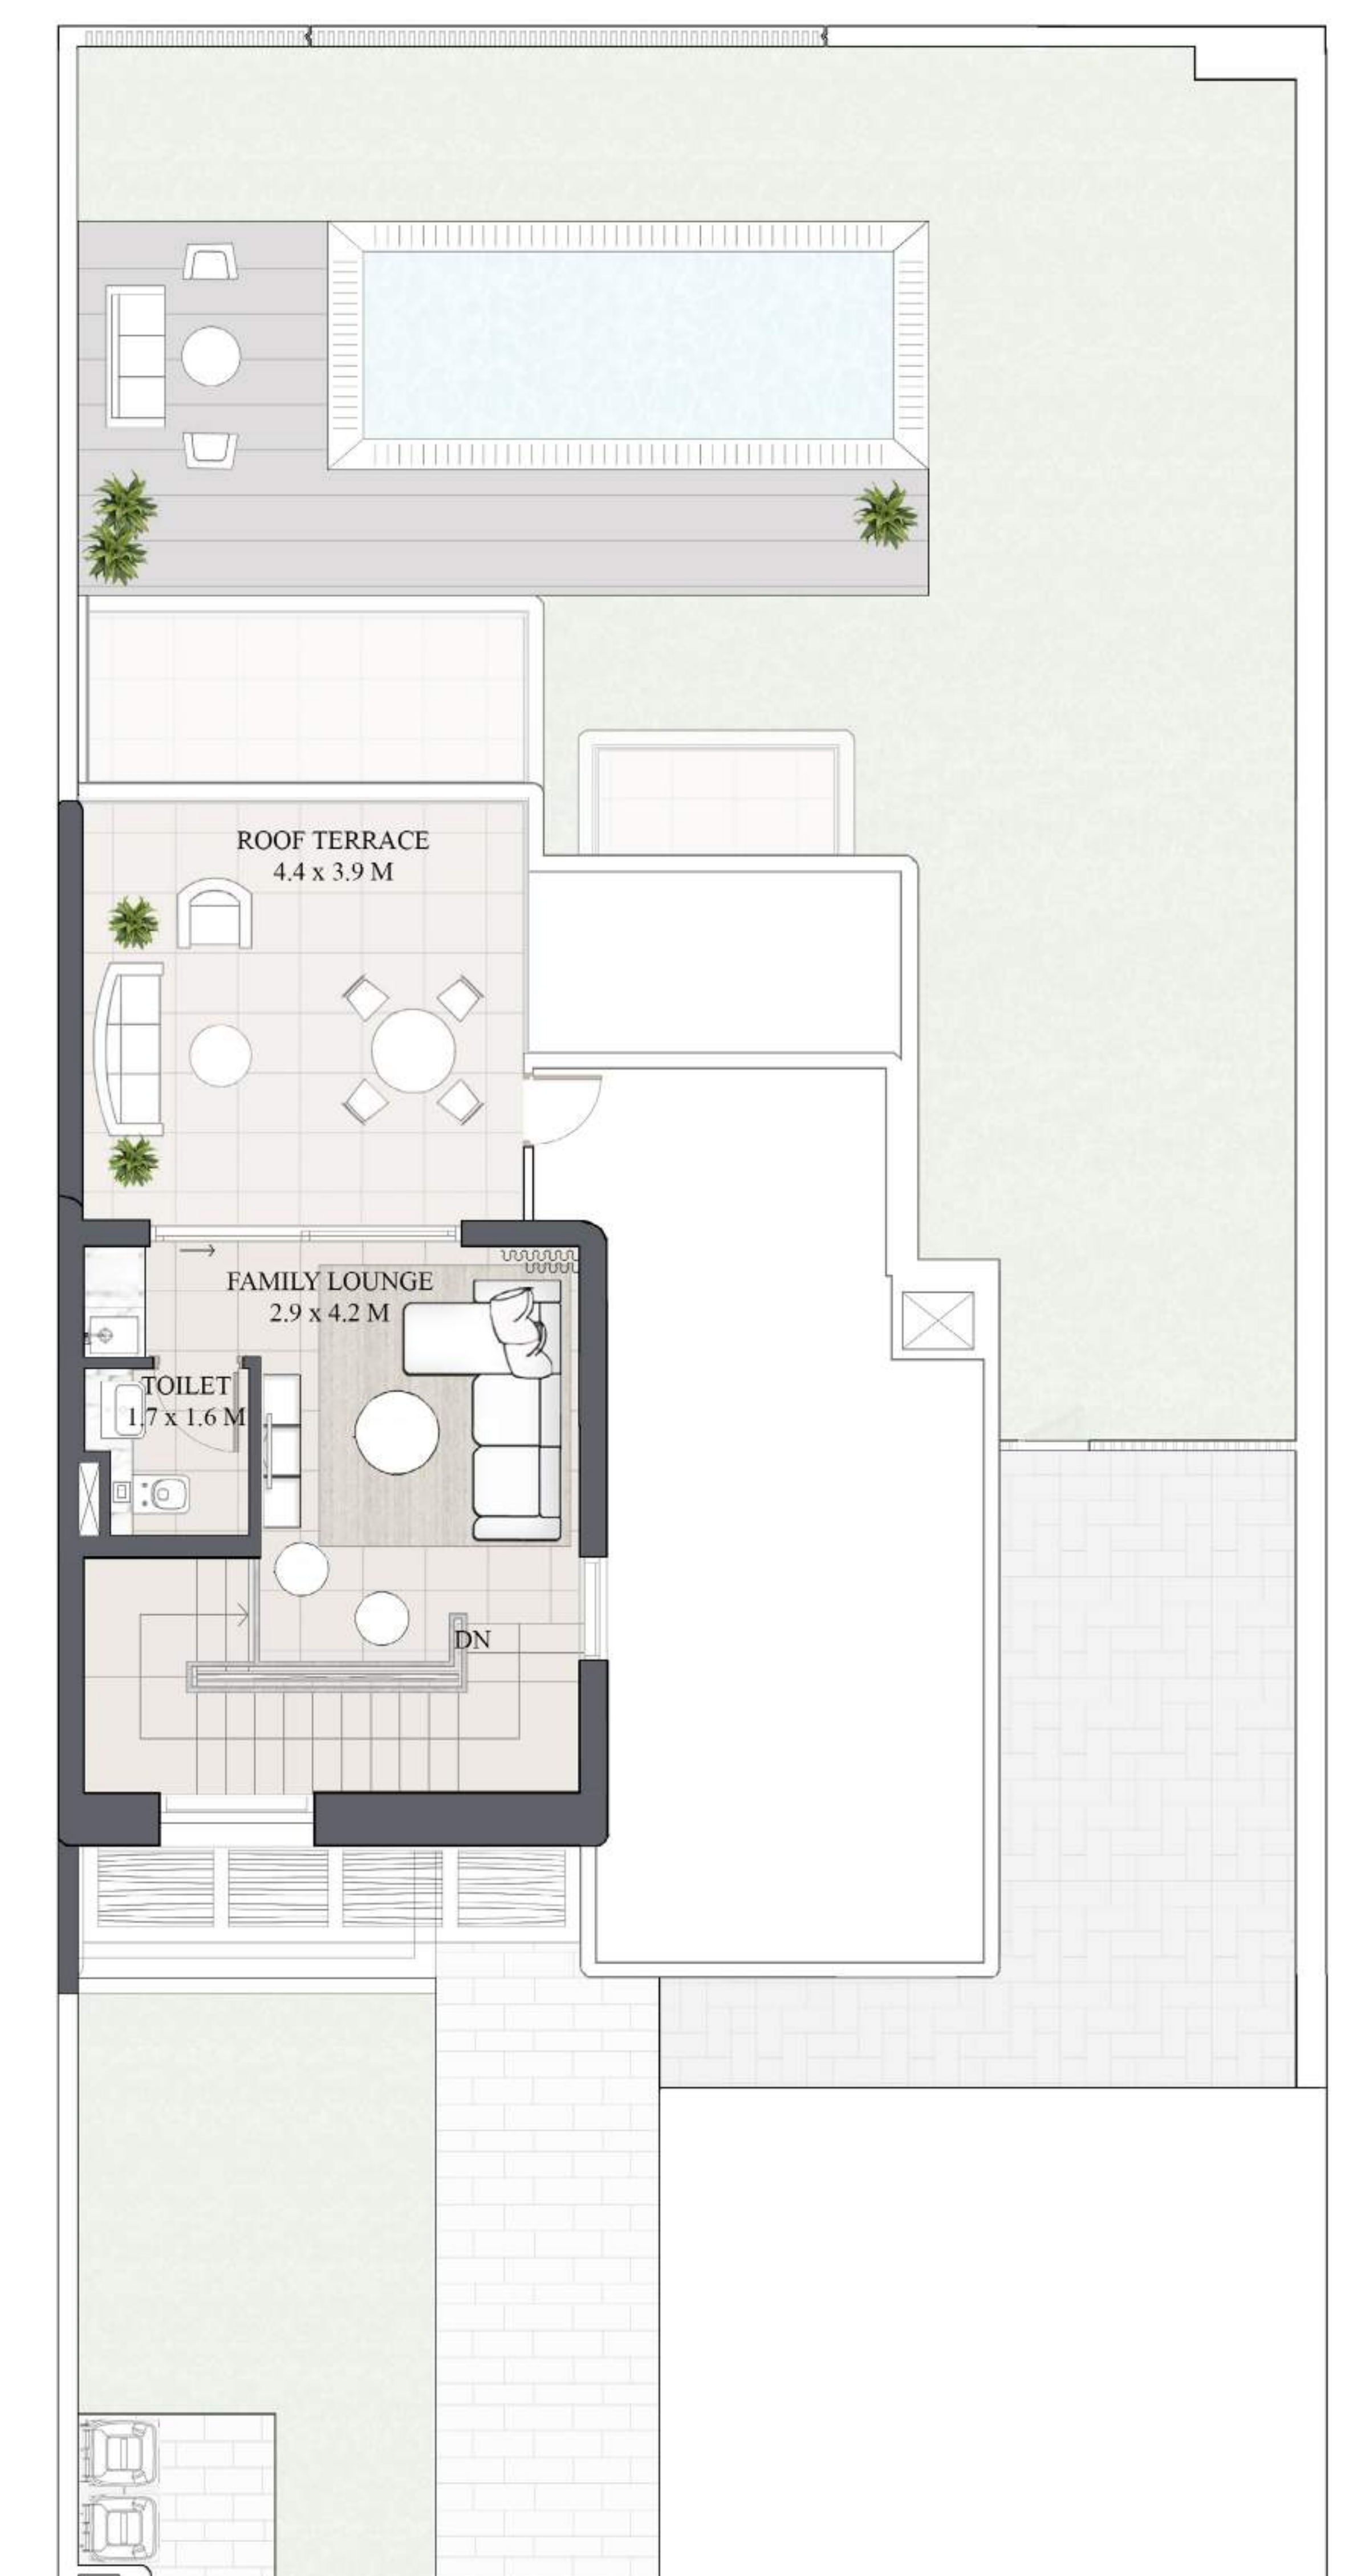 ROOF TERRACE
4.4 x 3.9 M
FAMILY LOUNGE
2.9 x 4.2 M
TOILET
1.7 x 1.6 M
DN